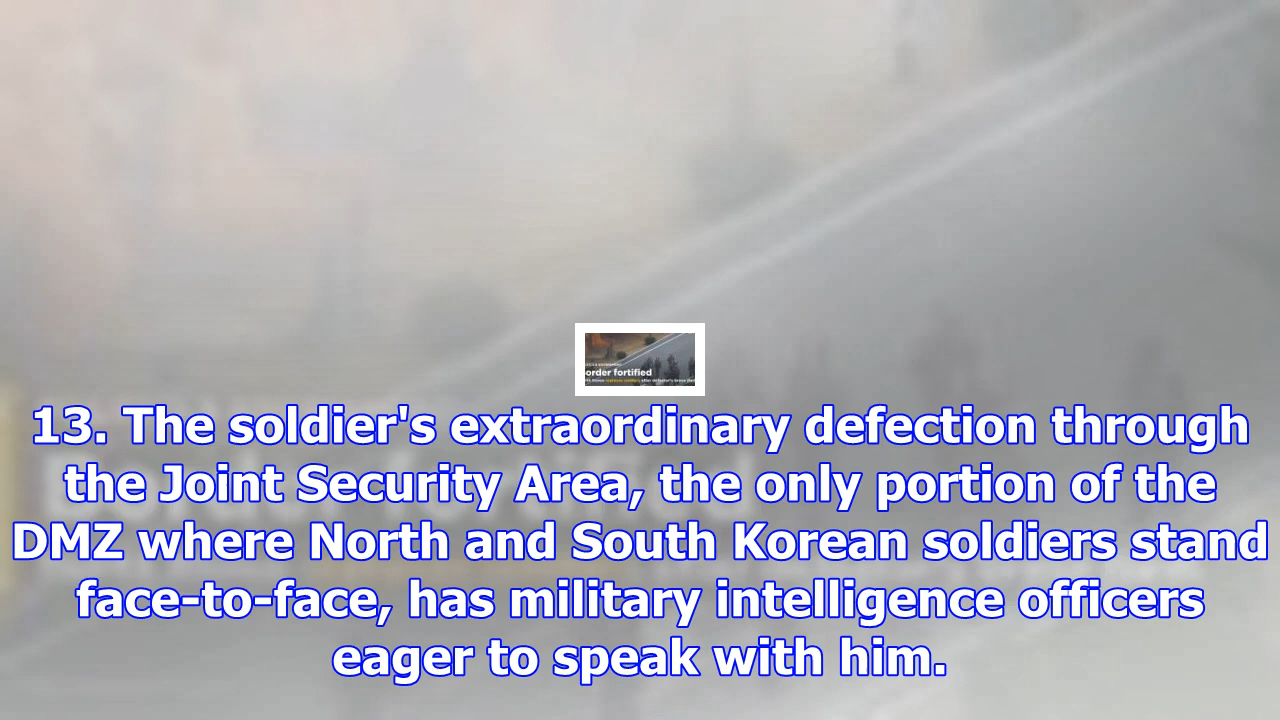 order fortified
13. The soldier's extraordinary defection through
the Joint Security Area, the only portion of the
DMZ where North and South Korean soldiers stand
face-to-face, has military intelligence officers
eager to speak with him.